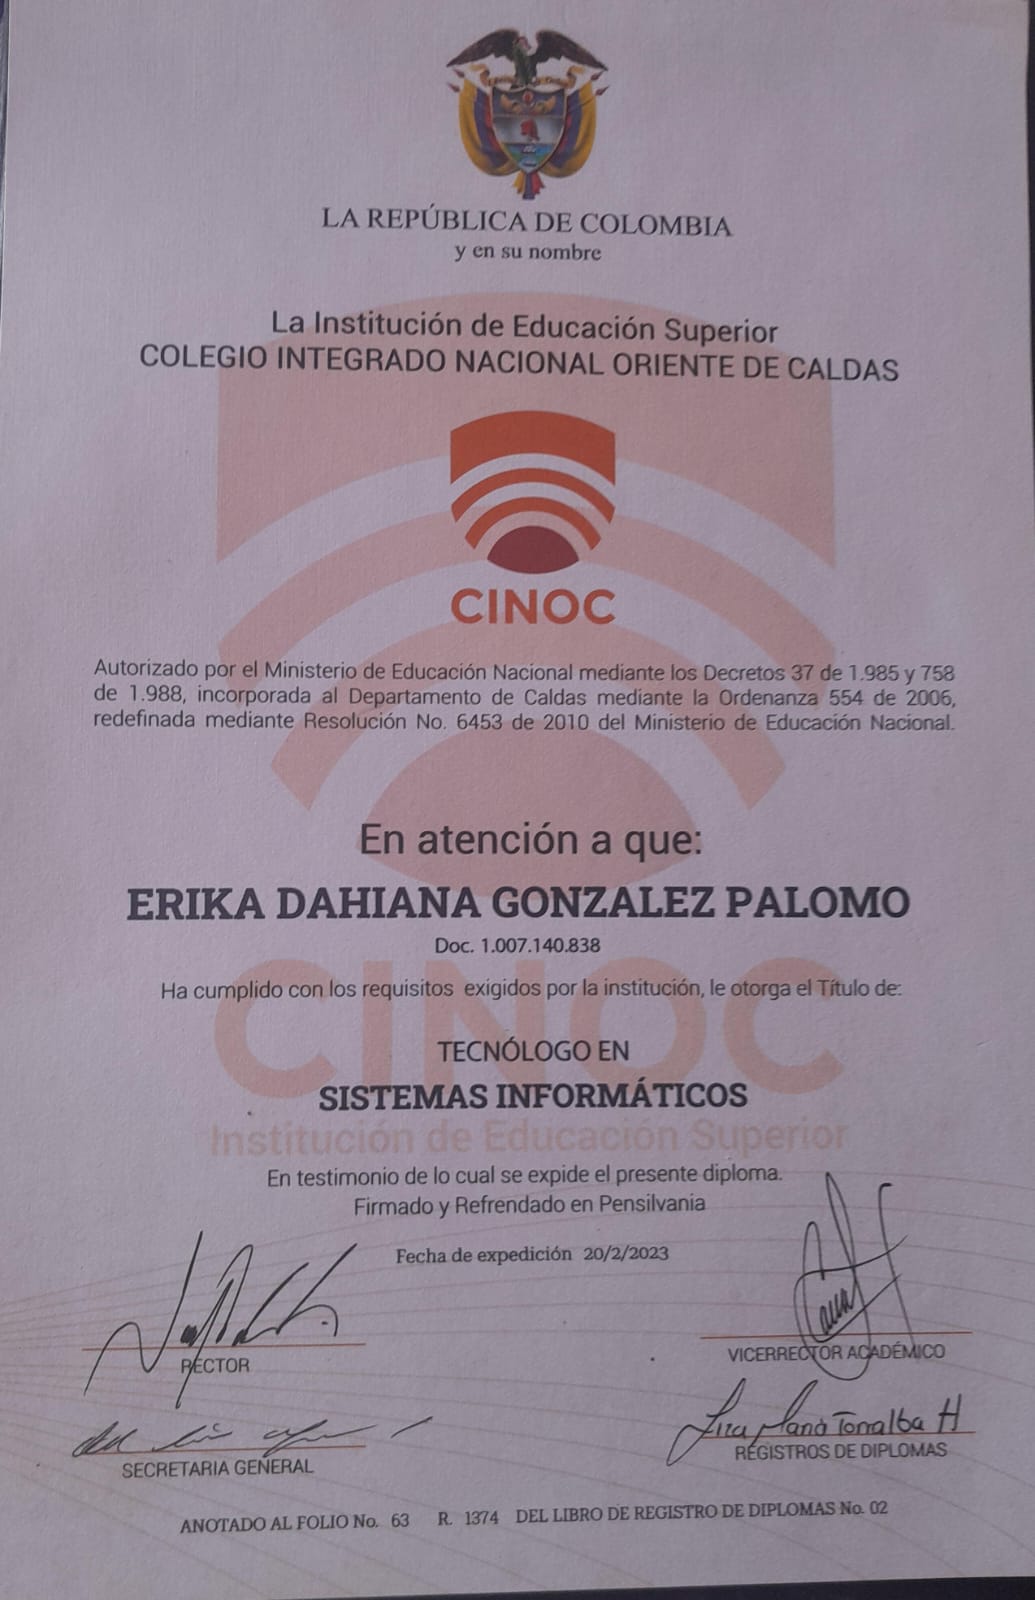 LA REPÚBLICA DE COLOMBIA
y en su nombre
La Institución de Educación Superior
COLEGIO INTEGRADO NACIONAL ORIENTE DE CALDAS
CINOC
Autorizado por el Ministerio de Educación Nacional mediante los Decretos 37 de 1.985 y 758
de 1.988, incorporada al Departamento de Caldas mediante la Ordenanza 554 de 2006,
redefinada mediante Resolución No. 6453 de 2010 del Ministerio de Educación Nacional.
En atención a que:
ERIKA DAHIANA GONZALEZ PALOMO
Doc. 1.007.140.838
Ha cumplido con los requisitos exigidos por la institución, le otorga el Título de:
CINOC
TECNÓLOGO EN
SISTEMAS INFORMÁTICOS
Institución de Educación Superior
En testimonio de lo cual se expide el presente diploma.
Firmado y Refrendado en Pensilvania
Fecha de expedición 20/2/2023
RECTOR
VICERRECTOR ACADÉMICO
SECRETARIA GENERAL
Torralba H
REGISTROS DE DIPLOMAS
ANOTADO AL FOLIO No. 63 R. 1374 DEL LIBRO DE REGISTRO DE DIPLOMAS No. 02